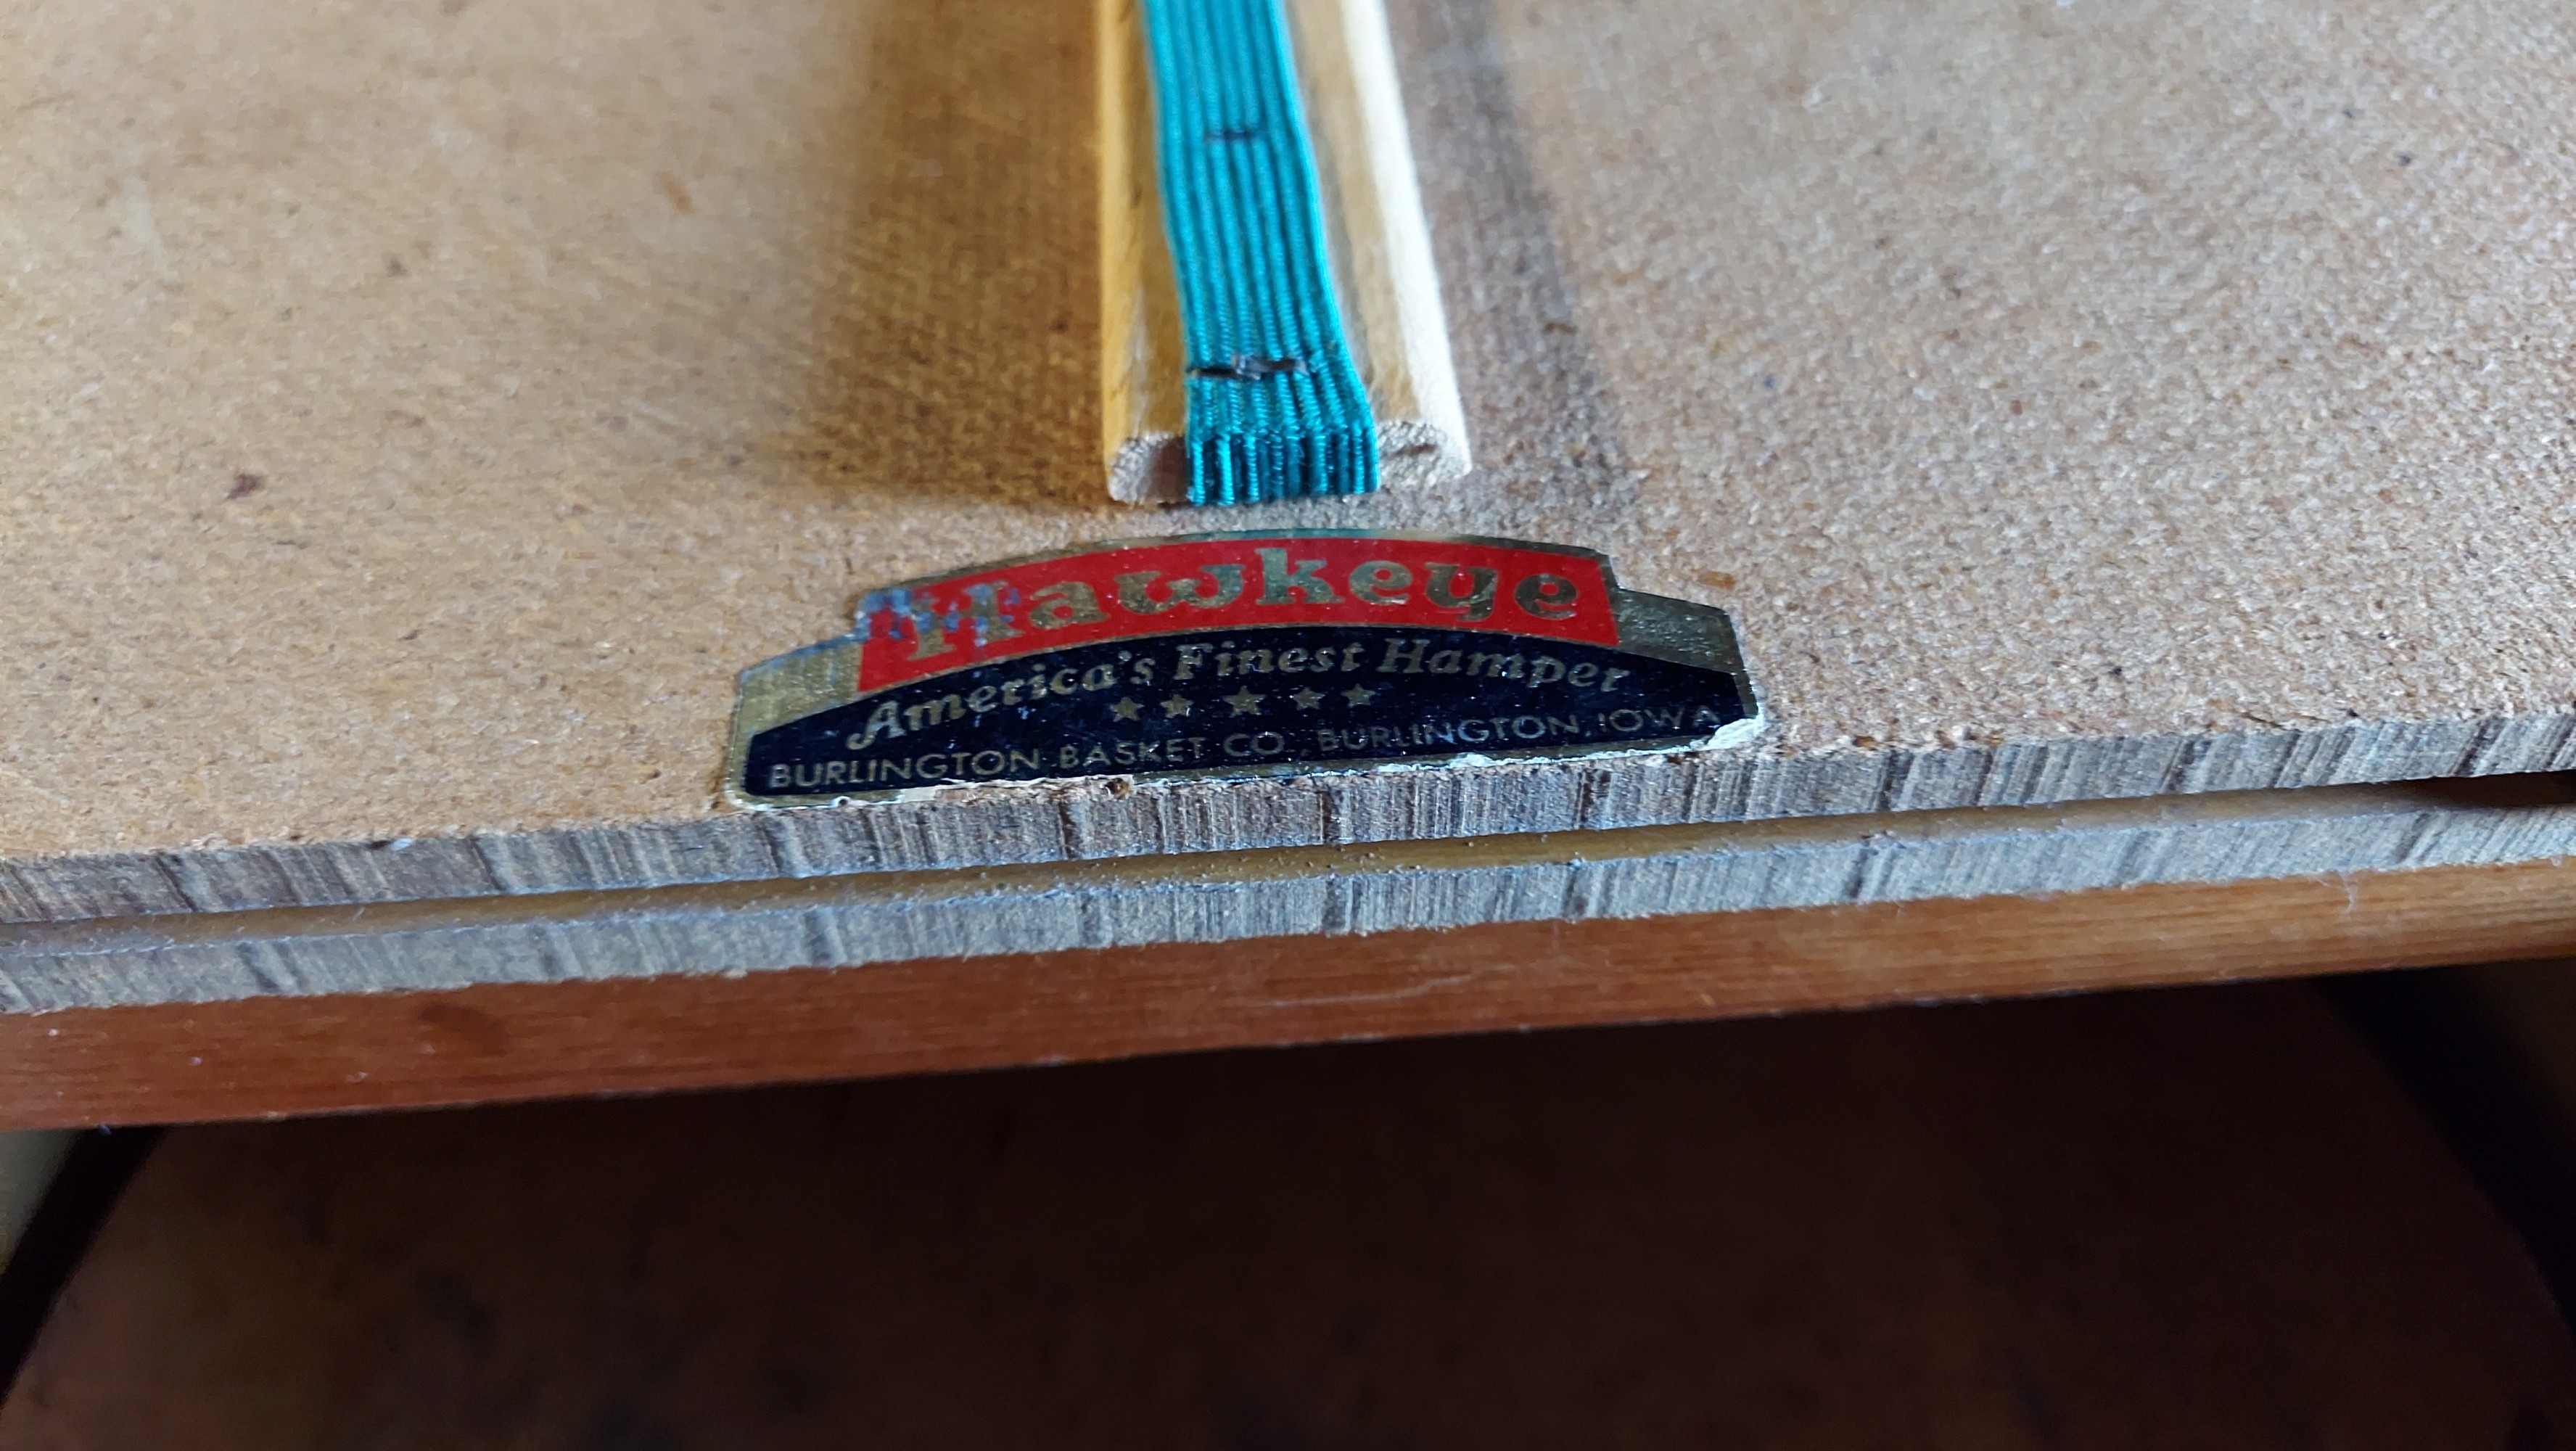 Hawkeye
America's Finest Hamper
BURLINGTON BASKET CO., BURLINGTON, IOWA